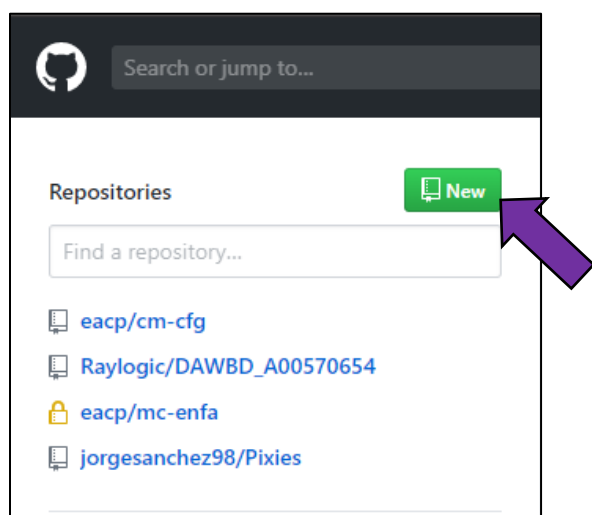 Search or jump to...
Repositories
New
Find a repository...
eacp/cm-cfg
Raylogic/DAWBD_A00570654
eacp/mc-enfa
jorgesanchez98/Pixies